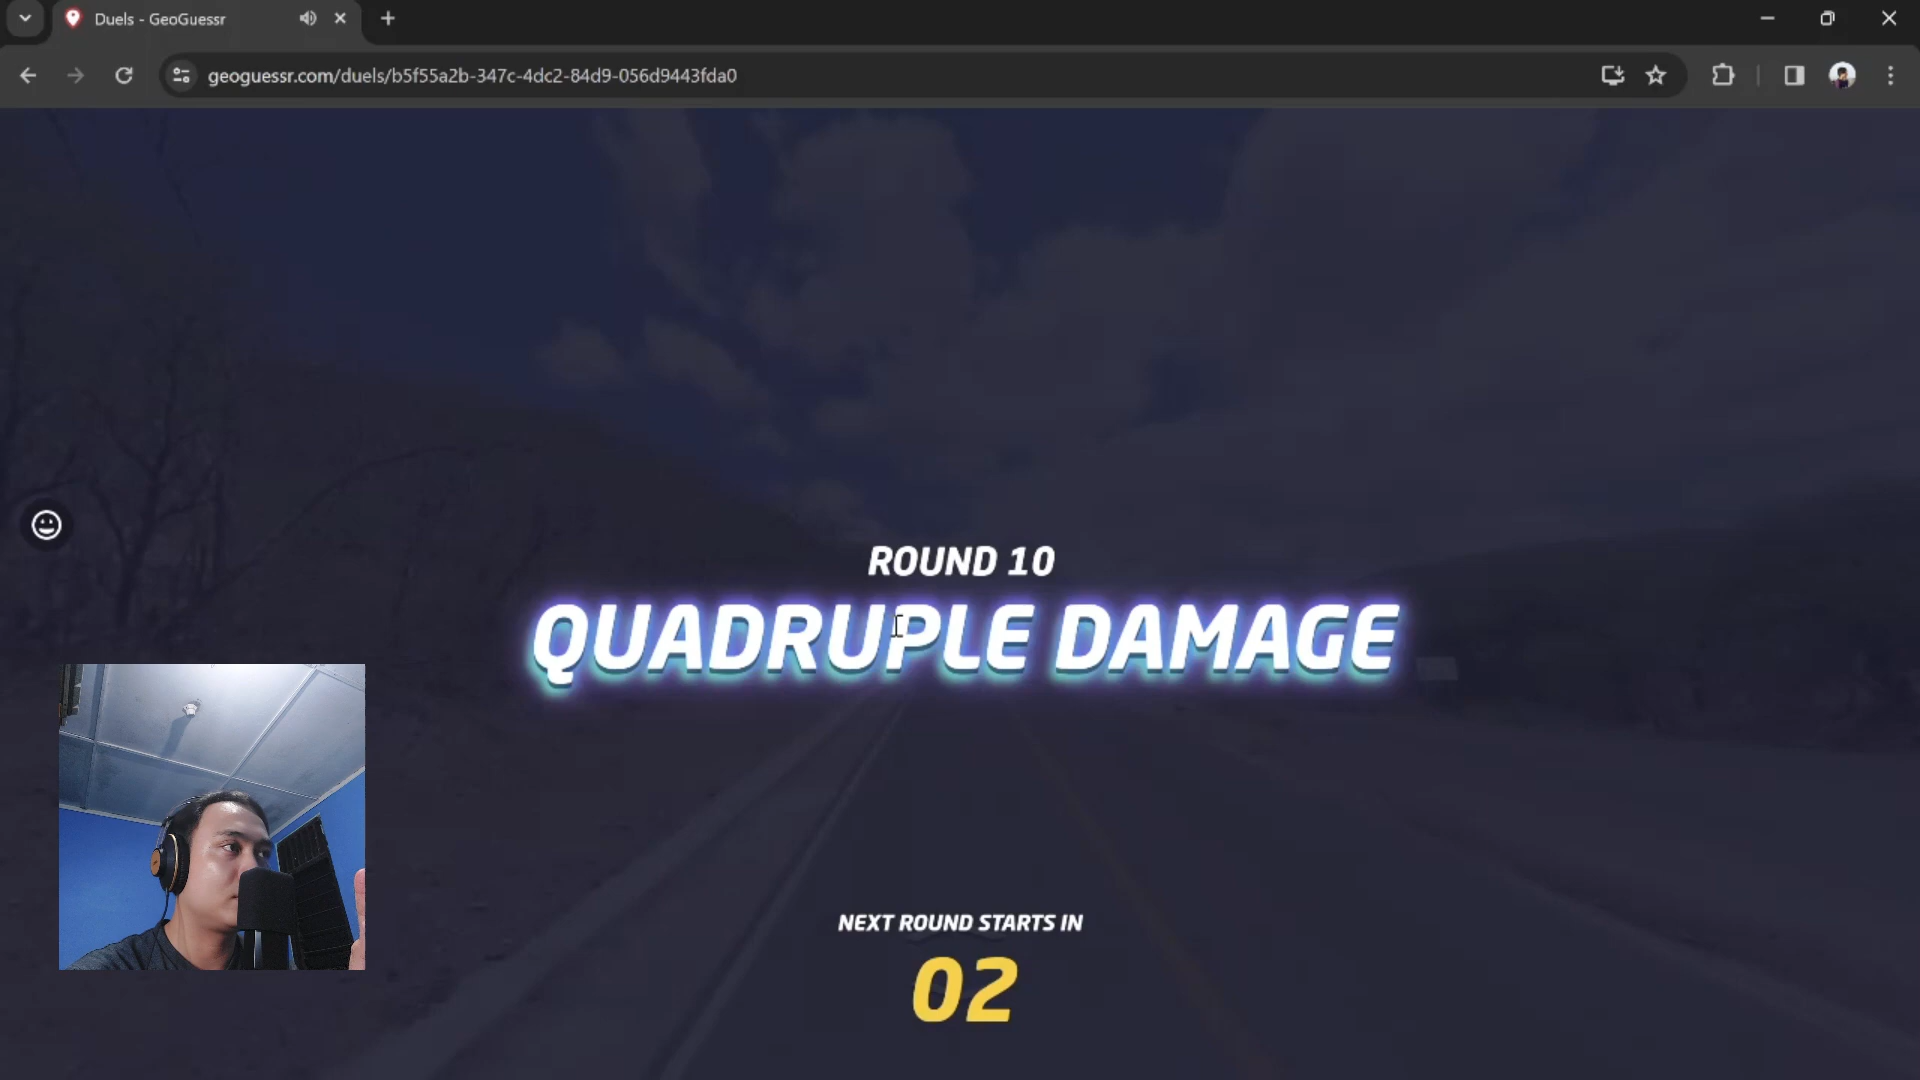 Duels - GeoGuessr
geoguessr.com/duels/b5f55a2b-347c-4dc2-84d9-056d9443fda0
ROUND 10
QUADRUPLE DAMAGE
NEXT ROUND STARTS IN
02